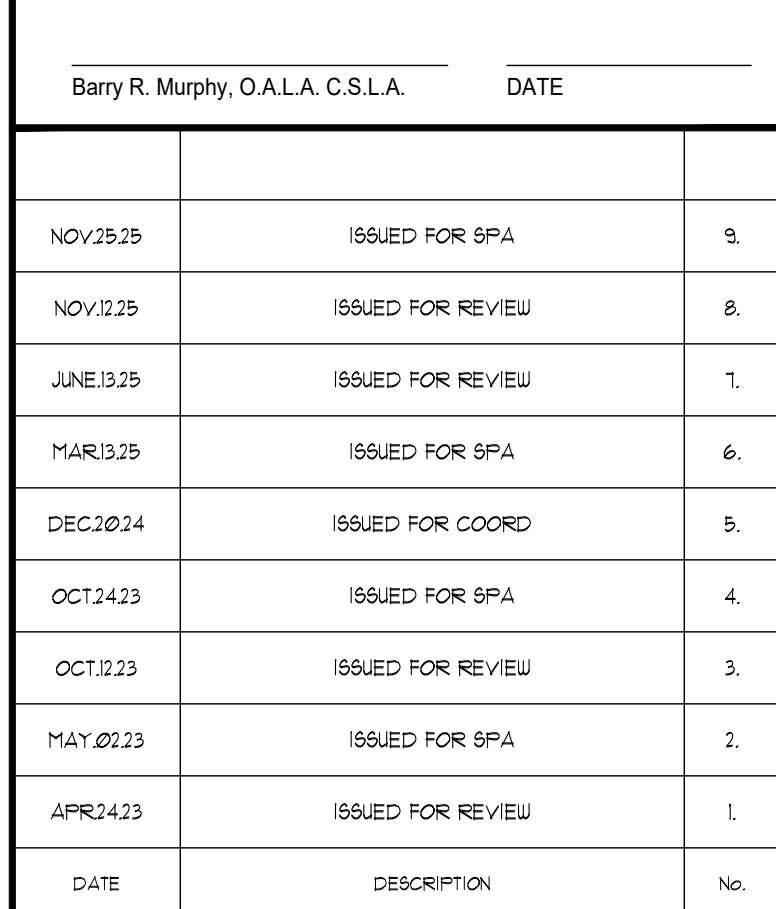 Barry R. Murphy, O.A.L.A. C.S.L.A. DATE
NOV.25.25 ISSUED FOR SPA 9.
NOV.12.25 ISSUED FOR REVIEW 8.
JUNE.13.25 ISSUED FOR REVIEW 7.
MAR.13.25 ISSUED FOR SPA 6.
DEC.20.24 ISSUED FOR COORD 5.
OCT.24.23 ISSUED FOR SPA 4.
OCT.12.23 ISSUED FOR REVIEW 3.
MAY.02.23 ISSUED FOR SPA 2.
APR.24.23 ISSUED FOR REVIEW 1.
DATE DESCRIPTION No.